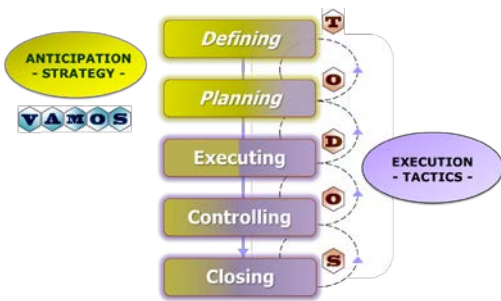 ANTICIPATION
- STRATEGY -
VAMOS
Defining
Planning
Executing
Controlling
Closing
T
O
D
O
S
EXECUTION
- TACTICS -